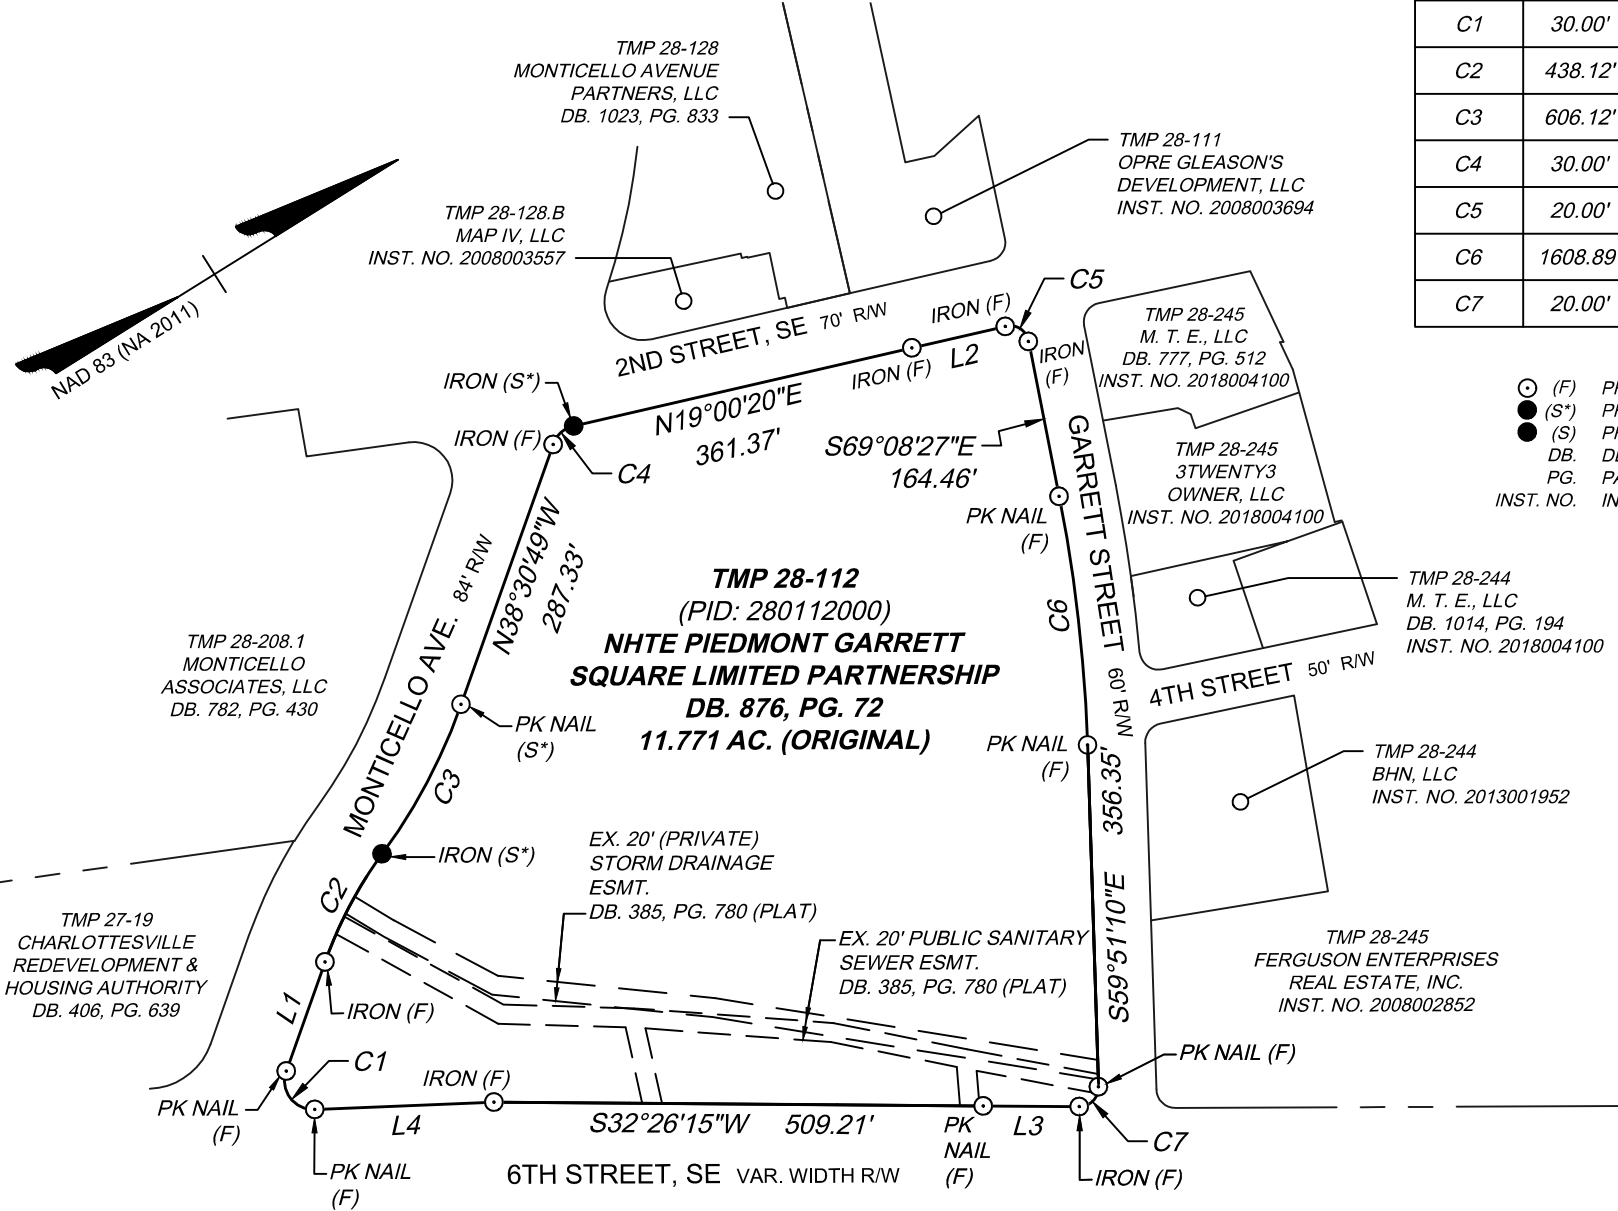 C1 30.00'
C2 438.12'
C3 606.12'
C4 30.00'
C5 20.00'
C6 1608.89
C7 20.00'
TMP 28-128
MONTICELLO AVENUE
PARTNERS, LLC
DB. 1023, PG. 833
TMP 28-111
OPRE GLEASON'S
DEVELOPMENT, LLC
INST. NO. 2008003694
TMP 28-128.B
MAP IV, LLC
INST. NO. 2008003557
NAD 83 (NA 2011)
2ND STREET, SE 70' R/W
IRON (F)
C5
IRON
(F)
IRON (F)
L2
TMP 28-245
M. T. E., LLC
DB. 777, PG. 512
INST. NO. 2018004100
(F) PK
(S*) PK
(S) PK
DB. DE
PG. PA
INST. NO. IN
IRON (S*)
IRON (F)
C4
N19°00'20"E
361.37'
S69°08'27"E
164.46'
PK NAIL
(F)
GARRETT STREET 60' R/W
TMP 28-245
3TWENTY3
OWNER, LLC
INST. NO. 2018004100
TMP 28-244
M. T. E., LLC
DB. 1014, PG. 194
INST. NO. 2018004100
N38°30'49"W
287.33'
MONTICELLO AVE. 84' R/W
TMP 28-112
(PID: 280112000)
NHTE PIEDMONT GARRETT
SQUARE LIMITED PARTNERSHIP
DB. 876, PG. 72
11.771 AC. (ORIGINAL)
C6
4TH STREET 50' R/W
TMP 28-208.1
MONTICELLO
ASSOCIATES, LLC
DB. 782, PG. 430
PK NAIL
(S*)
PK NAIL
(F)
TMP 28-244
BHN, LLC
INST. NO. 2013001952
C3
IRON (S*)
S59°51'10"E 356.35'
EX. 20' (PRIVATE)
STORM DRAINAGE
ESMT.
DB. 385, PG. 780 (PLAT)
C2
TMP 27-19
CHARLOTTESVILLE
REDEVELOPMENT &
HOUSING AUTHORITY
DB. 406, PG. 639
EX. 20' PUBLIC SANITARY
SEWER ESMT.
DB. 385, PG. 780 (PLAT)
TMP 28-245
FERGUSON ENTERPRISES
REAL ESTATE, INC.
INST. NO. 2008002852
L1
IRON (F)
C1
PK NAIL
(F)
IRON (F)
PK NAIL (F)
L4
S32°26'15"W 509.21'
PK
NAIL
(F)
L3
C7
PK NAIL
(F)
IRON (F)
6TH STREET, SE VAR. WIDTH R/W